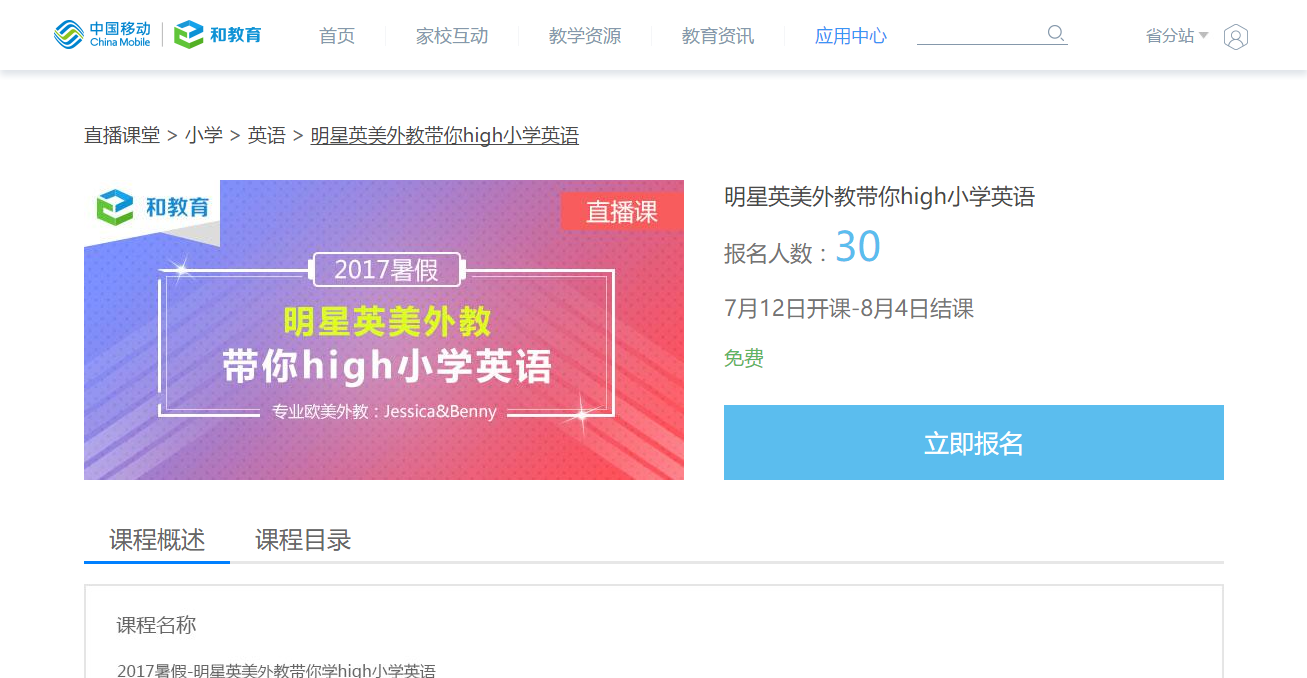 中国移动
China Mobile
和教育
首页
家校互动
教学资源
教育资讯
应用中心
省分站
直播课堂 > 小学 > 英语 > 明星英美外教带你high小学英语
和教育
直播课
2017暑假
明星英美外教
带你high小学英语
专业欧美外教：Jessica&Benny
明星英美外教带你high小学英语
报名人数：30
7月12日开课-8月4日结课
免费
立即报名
课程概述
课程目录
课程名称
2017暑假-明星英美外教带你学high小学英语